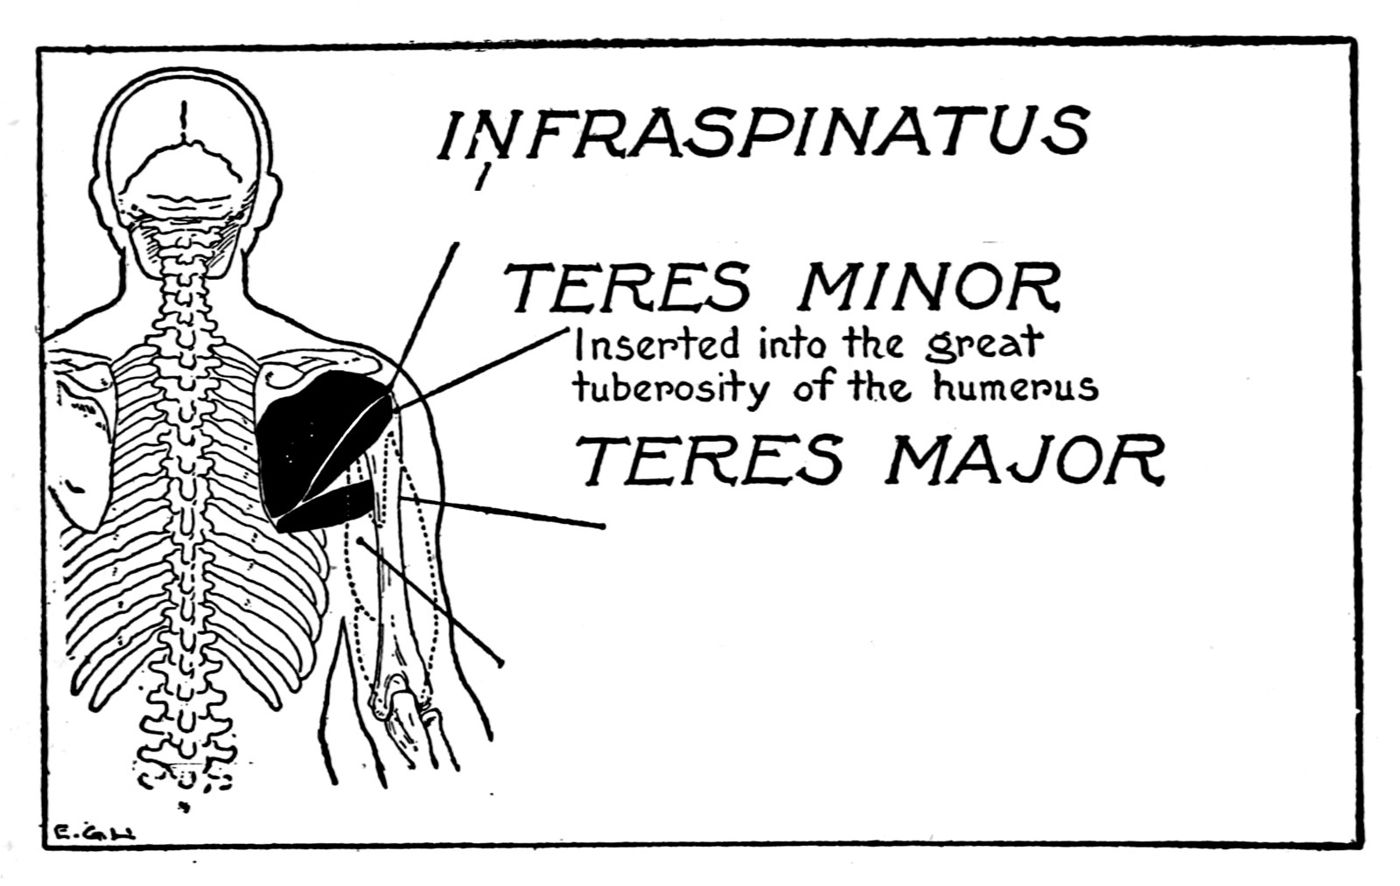 INFRASPINATUS
TERES MINOR
Inserted into the great
tuberosity of the humerus
TERES MAJOR
E.G.H.